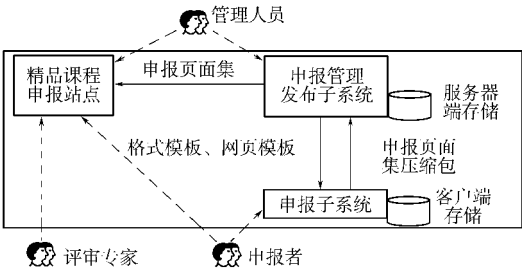 管理人员
精品课程
申报站点
申报页面集
申报管理
发布子系统
服务器
端存储
格式模板、网页模板
申报页面
集压缩包
申报子系统
客户端
存储
评审专家
申报者